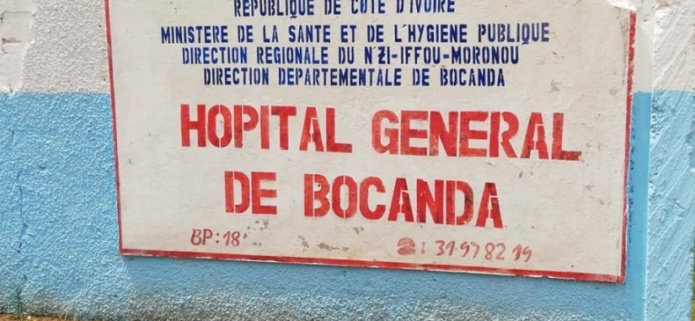 REPUBLIQUE DE COTE D'IVOIRE
MINISTERE DE LA SANTE ET DE L'HYGIENE PUBLIQUE
DIRECTION REGIONALE DU N'ZI-IFFOU-MORONOU
DIRECTION DEPARTEMENTALE DE BOCANDA
HOPITAL GENERAL
DE BOCANDA
BP:18 ☎: 31 97 82 19